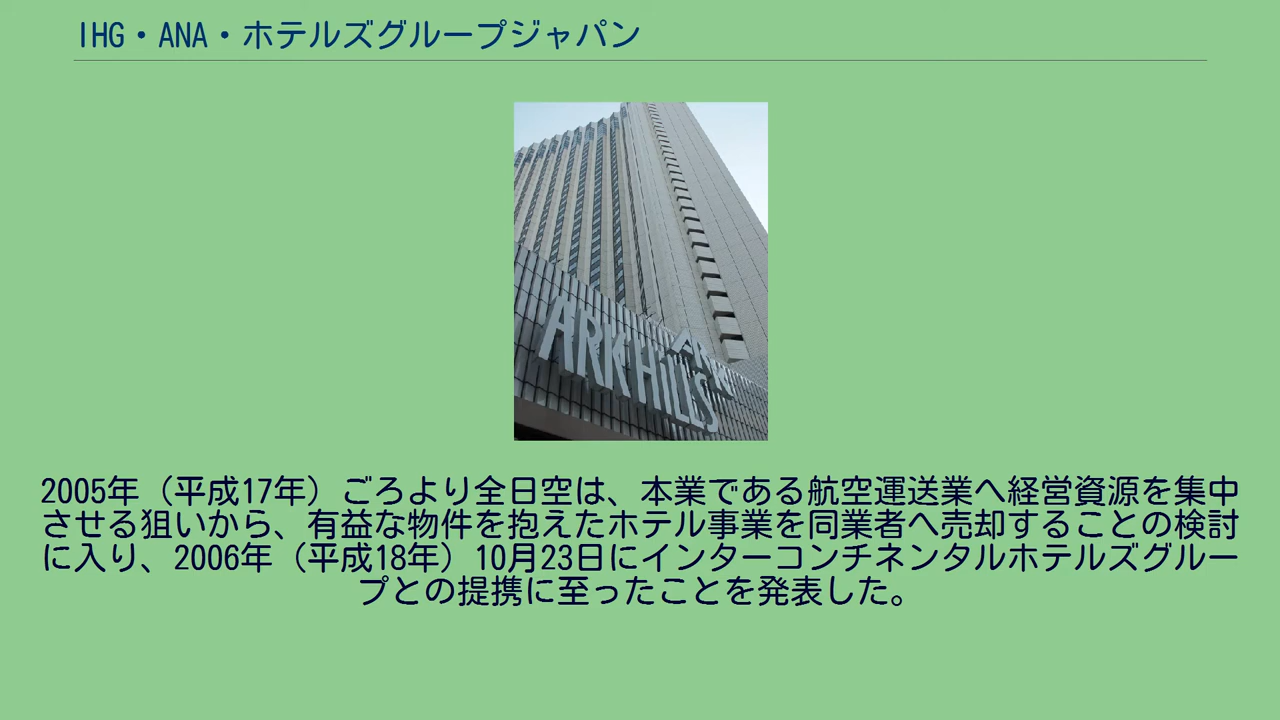 IHG・ANA・ホテルズグループジャパン
ARK HILLS
ARK
2005年（平成17年）ごろより全日空は、本業である航空運送業へ経営資源を集中
させる狙いから、有益な物件を抱えたホテル事業を同業者へ売却することの検討
に入り、2006年（平成18年）10月23日にインターコンチネンタルホテルズグルー
プとの提携に至ったことを発表した。